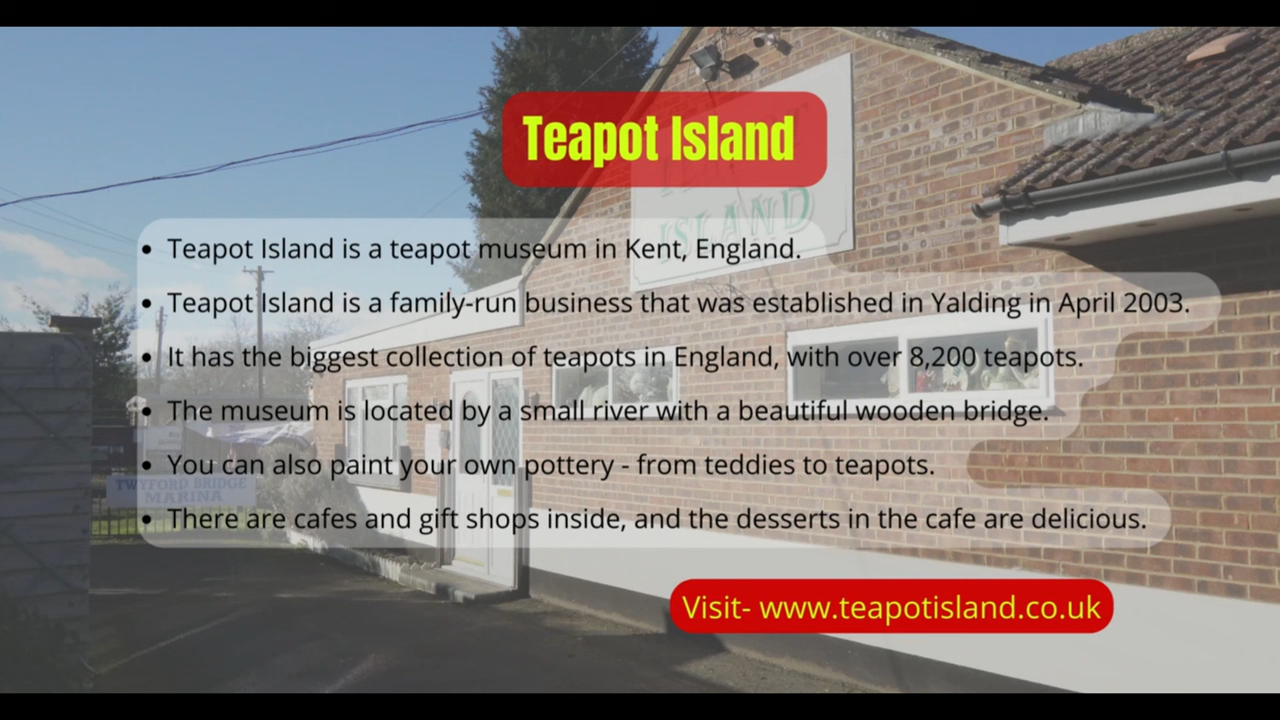 Teapot Island
ISLAND
• Teapot Island is a teapot museum in Kent, England.
• Teapot Island is a family-run business that was established in Yalding in April 2003.
• It has the biggest collection of teapots in England, with over 8,200 teapots.
• The museum is located by a small river with a beautiful wooden bridge.
• You can also paint your own pottery - from teddies to teapots.
TWYFORD BRIDGE
MARINA
• There are cafes and gift shops inside, and the desserts in the cafe are delicious.
Visit- www.teapotisland.co.uk